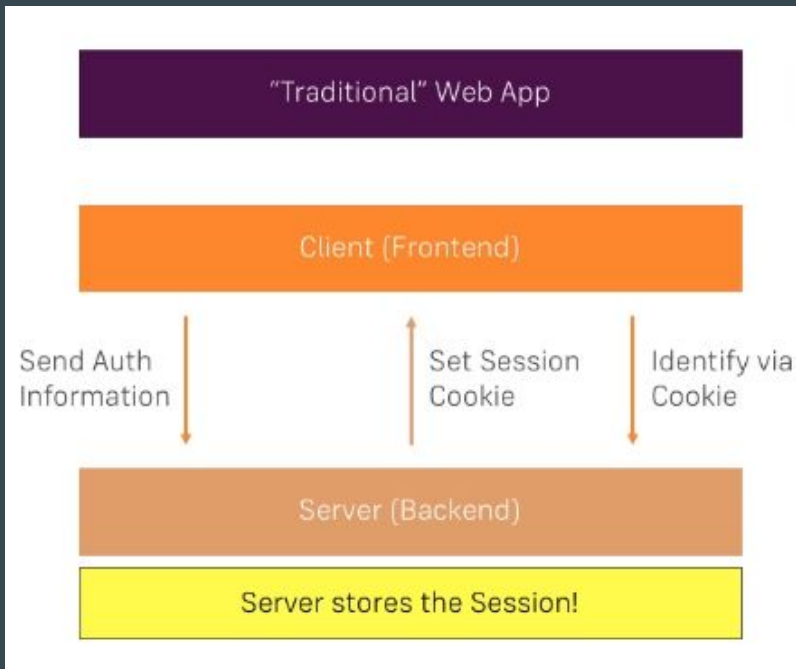 "Traditional" Web App
Client (Frontend)
Send Auth
Information
Set Session
Cookie
Identify via
Cookie
Server (Backend)
Server stores the Session!